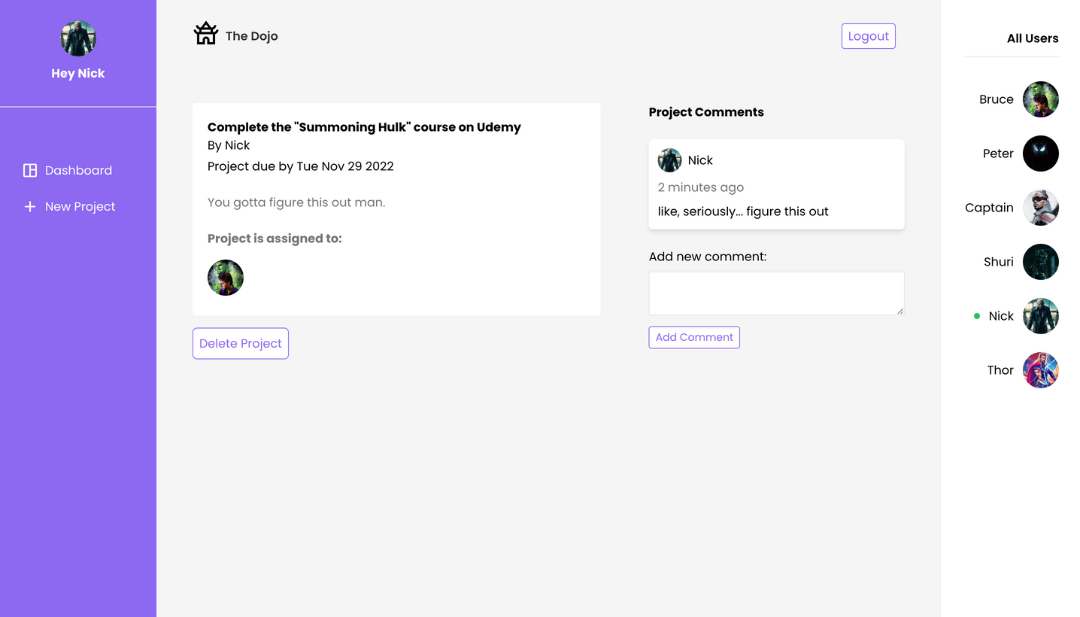 Hey Nick
Dashboard
New Project
The Dojo
Logout
Complete the "Summoning Hulk" course on Udemy
By Nick
Project due by Tue Nov 29 2022
You gotta figure this out man.
Project is assigned to:
Delete Project
Project Comments
Nick
2 minutes ago
like, seriously... figure this out
Add new comment:
Add Comment
All Users
Bruce
Peter
Captain
Shuri
Nick
Thor